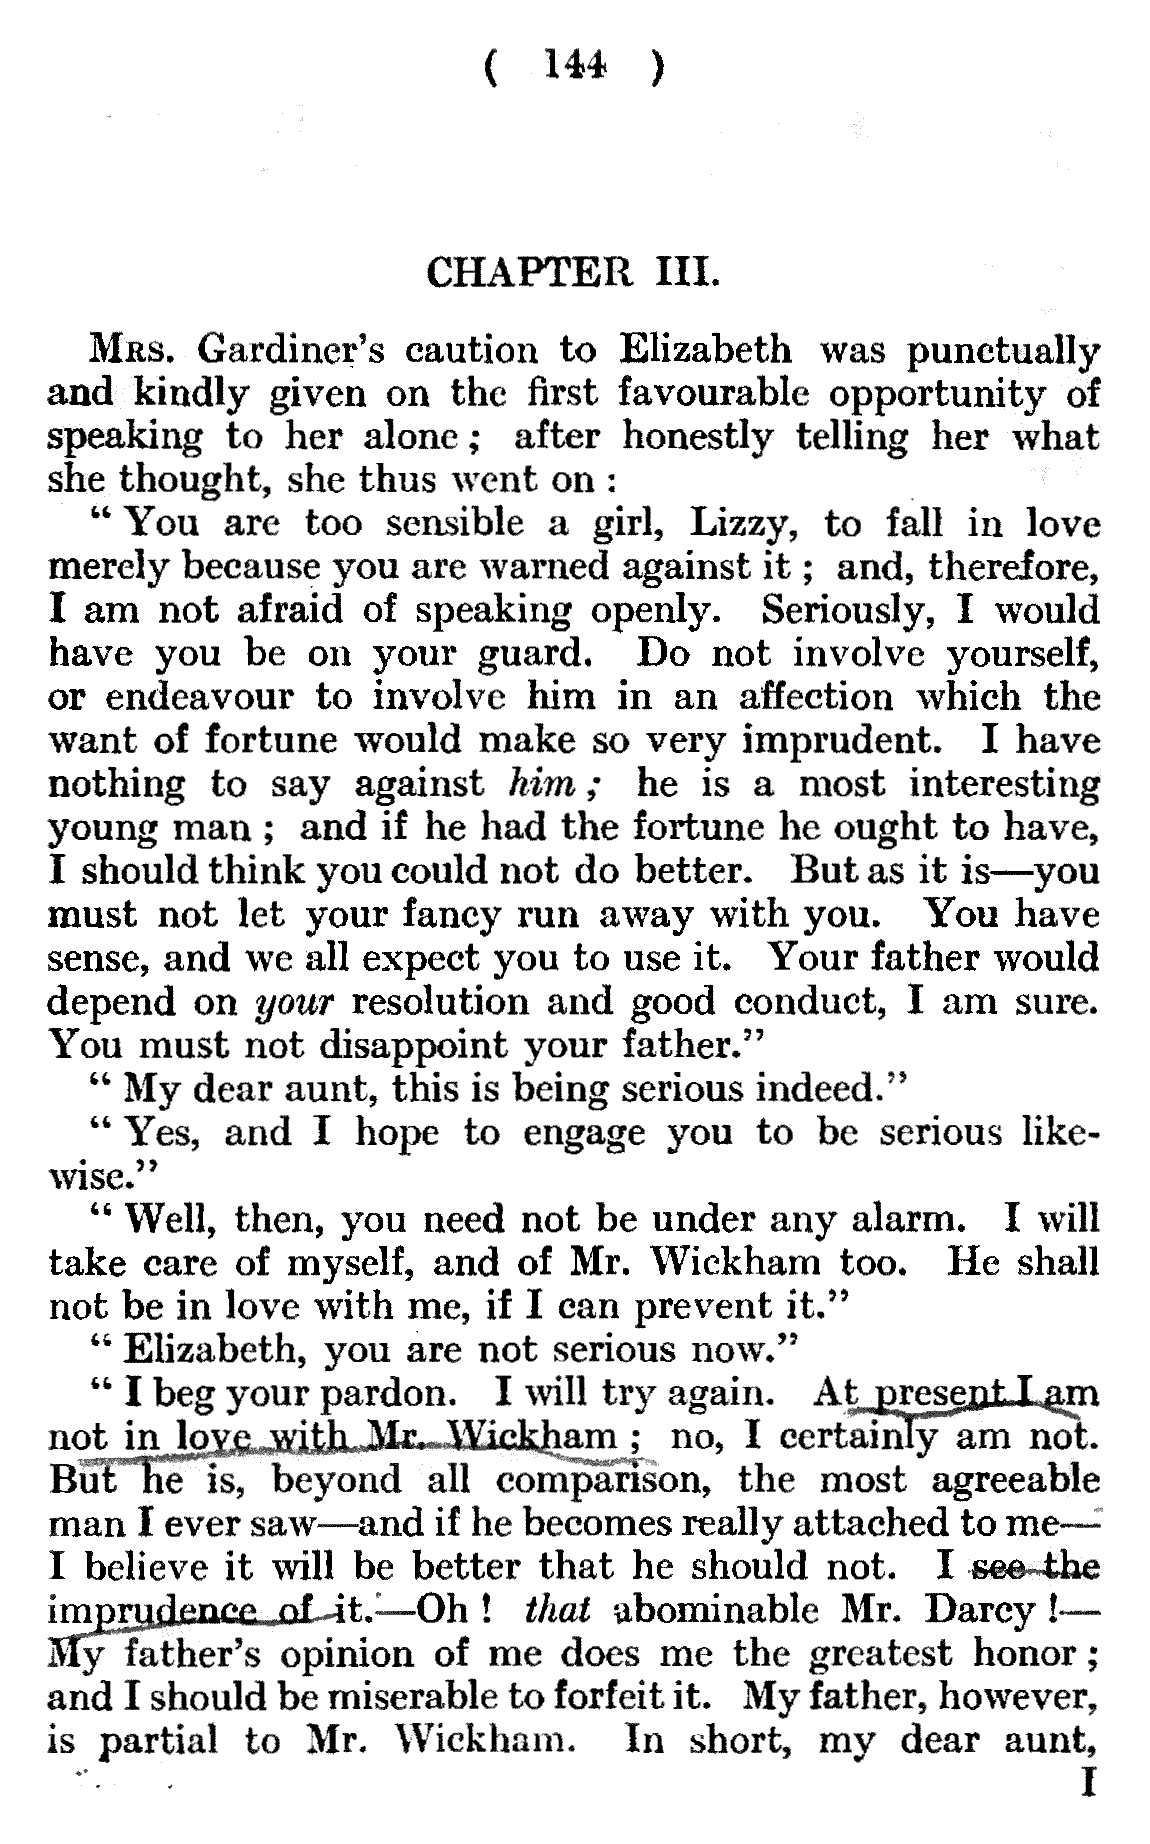 ( 144 )
CHAPTER III.
MRS. Gardiner's caution to Elizabeth was punctually
and kindly given on the first favourable opportunity of
speaking to her alone ; after honestly telling her what
she thought, she thus went on :
“ You are too sensible a girl, Lizzy, to fall in love
merely because you are warned against it ; and, therefore,
I am not afraid of speaking openly. Seriously, I would
have you be on your guard. Do not involve yourself,
or endeavour to involve him in an affection which the
want of fortune would make so very imprudent. I have
nothing to say against him ; he is a most interesting
young man ; and if he had the fortune he ought to have,
I should think you could not do better. But as it is—you
must not let your fancy run away with you. You have
sense, and we all expect you to use it. Your father would
depend on your resolution and good conduct, I am sure.
You must not disappoint your father.”
“ My dear aunt, this is being serious indeed.”
“ Yes, and I hope to engage you to be serious like-
wise.”
“ Well, then, you need not be under any alarm. I will
take care of myself, and of Mr. Wickham too. He shall
not be in love with me, if I can prevent it.”
“ Elizabeth, you are not serious now.”
“ I beg your pardon. I will try again. At present I am
not in love with Mr. Wickham ; no, I certainly am not.
But he is, beyond all comparison, the most agreeable
man I ever saw—and if he becomes really attached to me—
I believe it will be better that he should not. I see the
imprudence of it.—Oh ! that abominable Mr. Darcy !—
My father's opinion of me does me the greatest honor ;
and I should be miserable to forfeit it. My father, however,
is partial to Mr. Wickham. In short, my dear aunt,
I